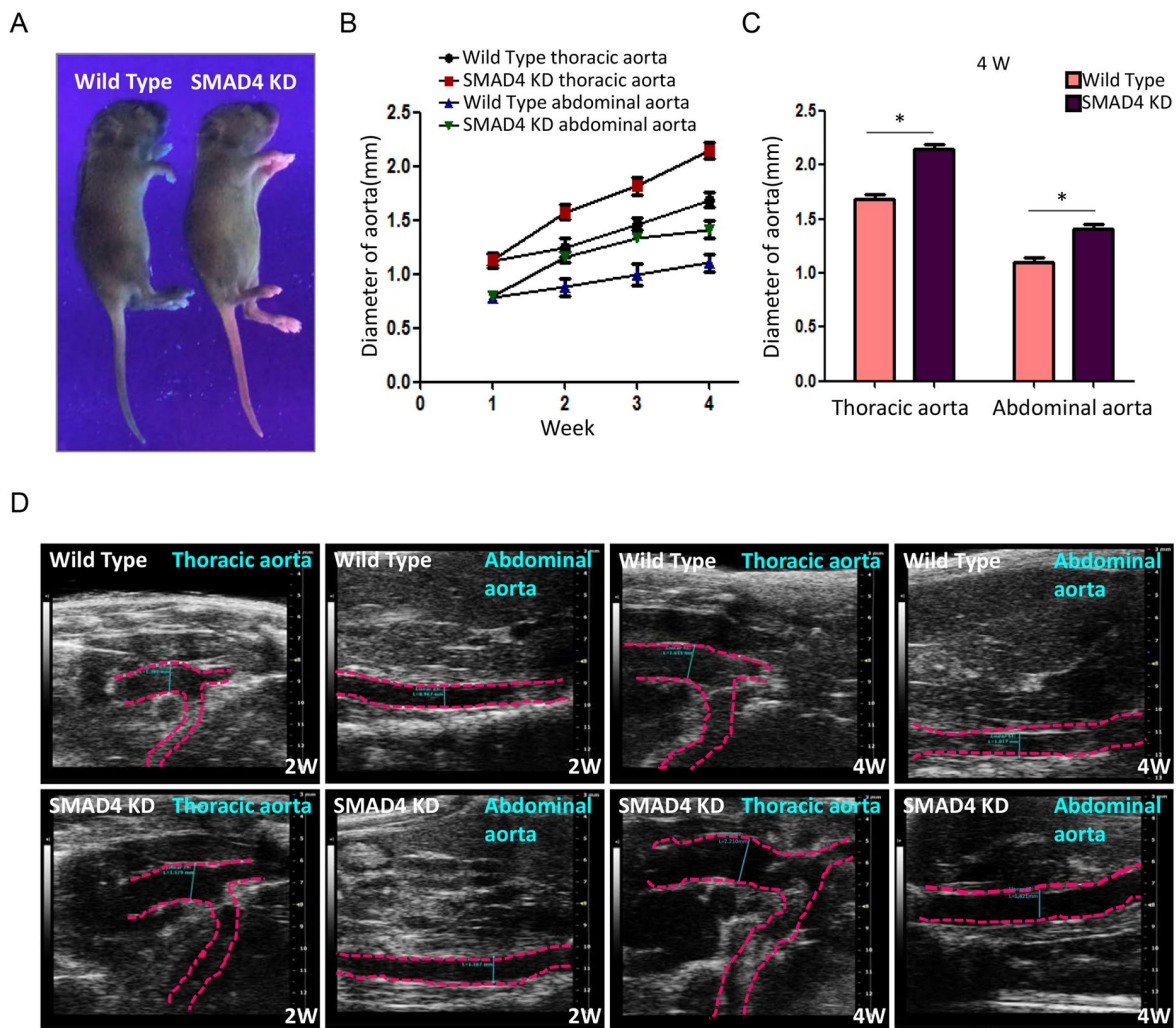 A
Wild Type SMAD4 KD
B
Wild Type thoracic aorta
SMAD4 KD thoracic aorta
Wild Type abdominal aorta
SMAD4 KD abdominal aorta
Diameter of aorta(mm)
2.5
2.0
1.5
1.0
0.5
0.0
0 1 2 3 4
Week
C
4 W
Wild Type
SMAD4 KD
Diameter of aorta(mm)
2.5
2.0
1.5
1.0
0.5
0.0
*
*
Thoracic aorta Abdominal aorta
D
Wild Type Thoracic aorta
2W
Wild Type Abdominal
aorta
2W
Wild Type Thoracic aorta
4W
Wild Type Abdominal
aorta
4W
SMAD4 KD Thoracic aorta
2W
SMAD4 KD Abdominal
aorta
2W
SMAD4 KD Thoracic aorta
4W
SMAD4 KD Abdominal
aorta
4W